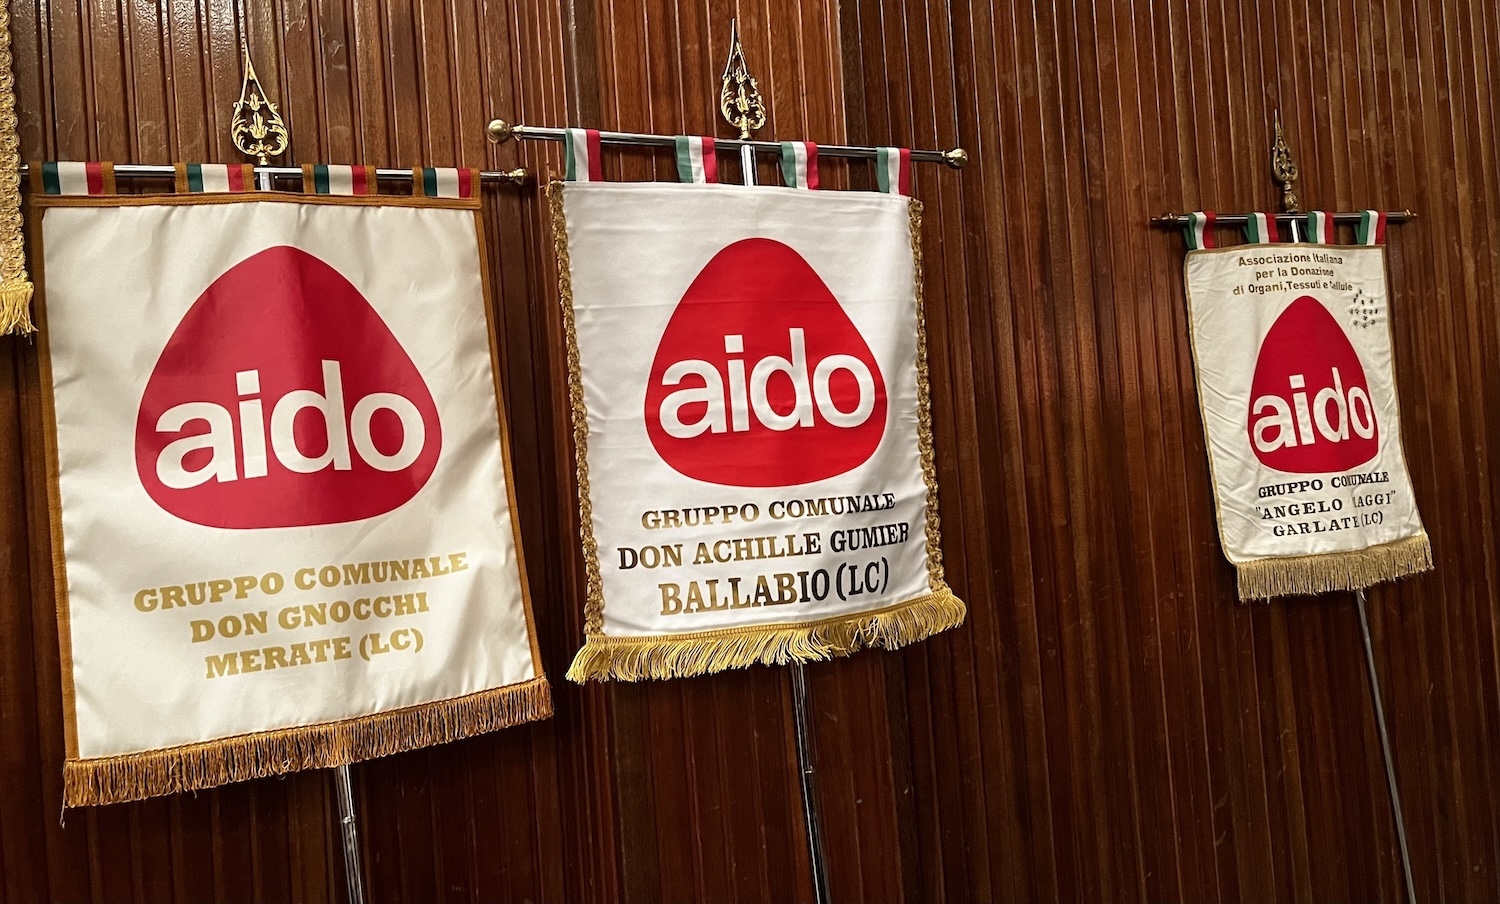 aido
GRUPPO COMUNALE
DON GNOCCHI
MERATE (LC)
aido
GRUPPO COMUNALE
DON ACHILLE GUMIER
BALLABIO (LC)
Associazione Italiana
per la Donazione
di Organi, Tessuti e Cellule
aido
GRUPPO COMUNALE
"ANGELO
GARLATE (LC)